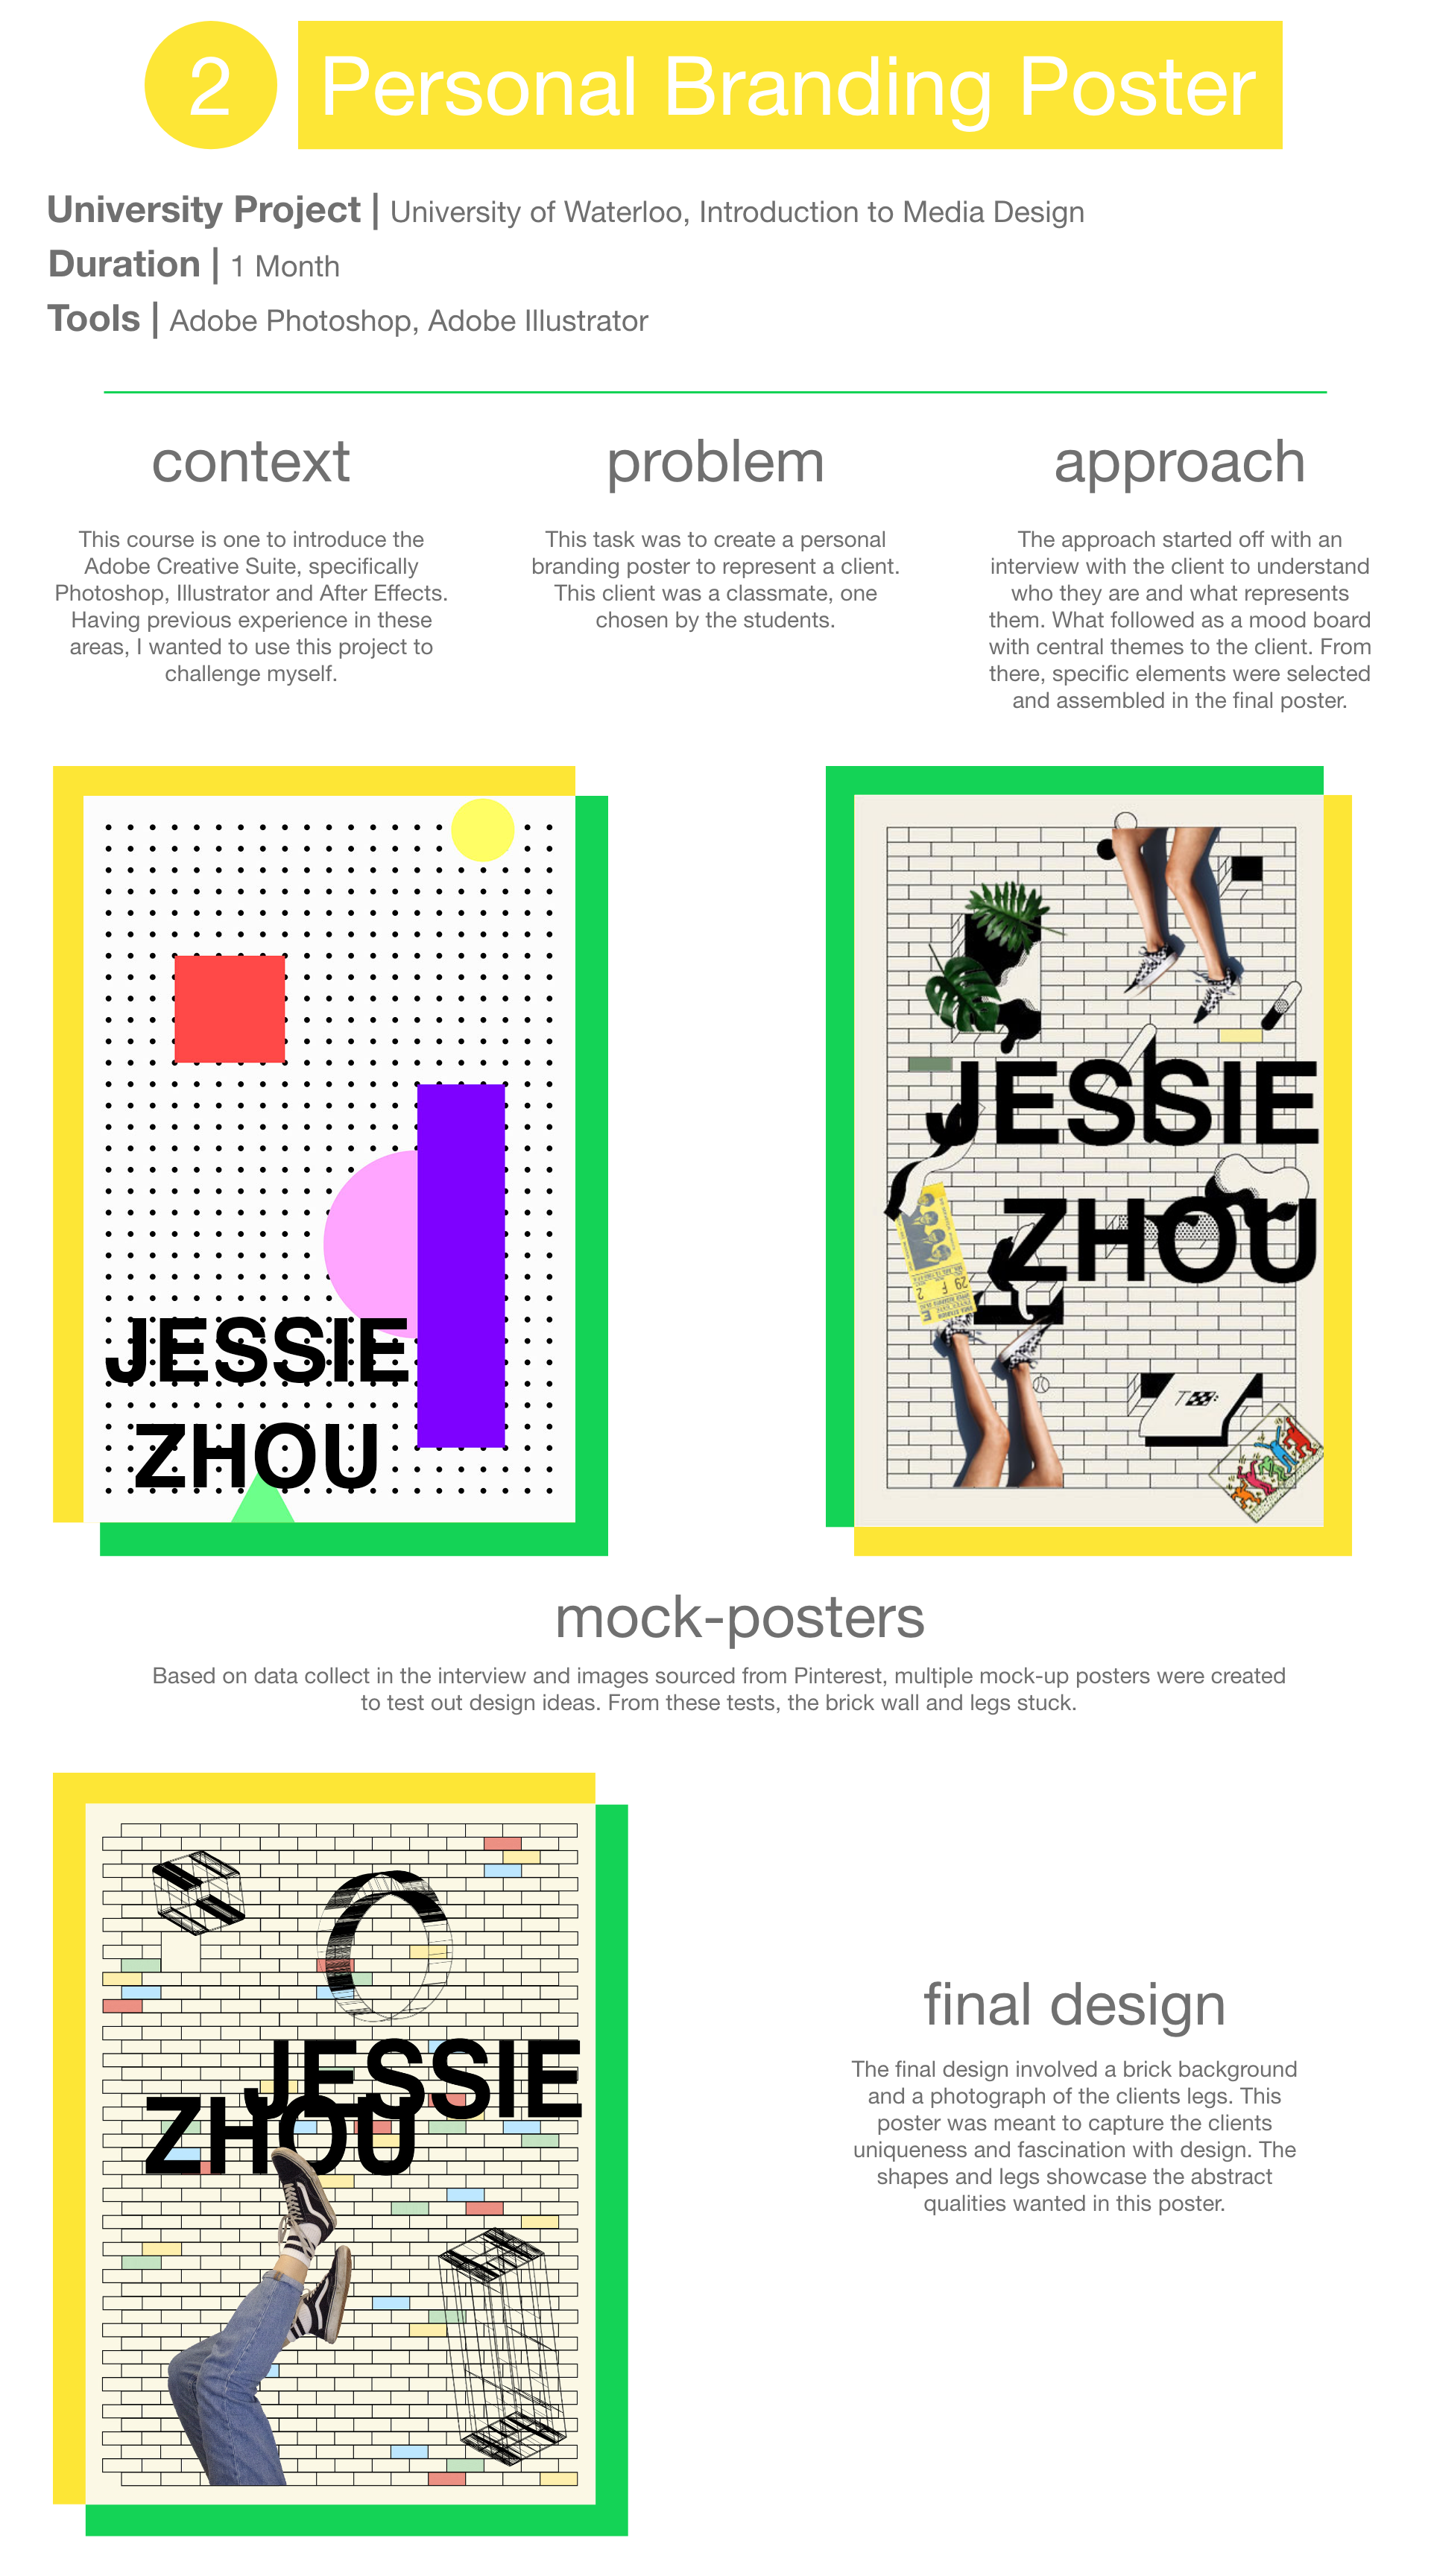 2 Personal Branding Poster
University Project | University of Waterloo, Introduction to Media Design
Duration | 1 Month
Tools | Adobe Photoshop, Adobe Illustrator
context
This course is one to introduce the
Adobe Creative Suite, specifically
Photoshop, Illustrator and After Effects.
Having previous experience in these
areas, I wanted to use this project to
challenge myself.
problem
This task was to create a personal
branding poster to represent a client.
This client was a classmate, one
chosen by the students.
approach
The approach started off with an
interview with the client to understand
who they are and what represents
them. What followed as a mood board
with central themes to the client. From
there, specific elements were selected
and assembled in the final poster.
JESSIE
ZHOU
JESSIE
ZHOU
29 F 2
mock-posters
Based on data collect in the interview and images sourced from Pinterest, multiple mock-up posters were created
to test out design ideas. From these tests, the brick wall and legs stuck.
JESSIE
ZHOU
final design
The final design involved a brick background
and a photograph of the clients legs. This
poster was meant to capture the clients
uniqueness and fascination with design. The
shapes and legs showcase the abstract
qualities wanted in this poster.